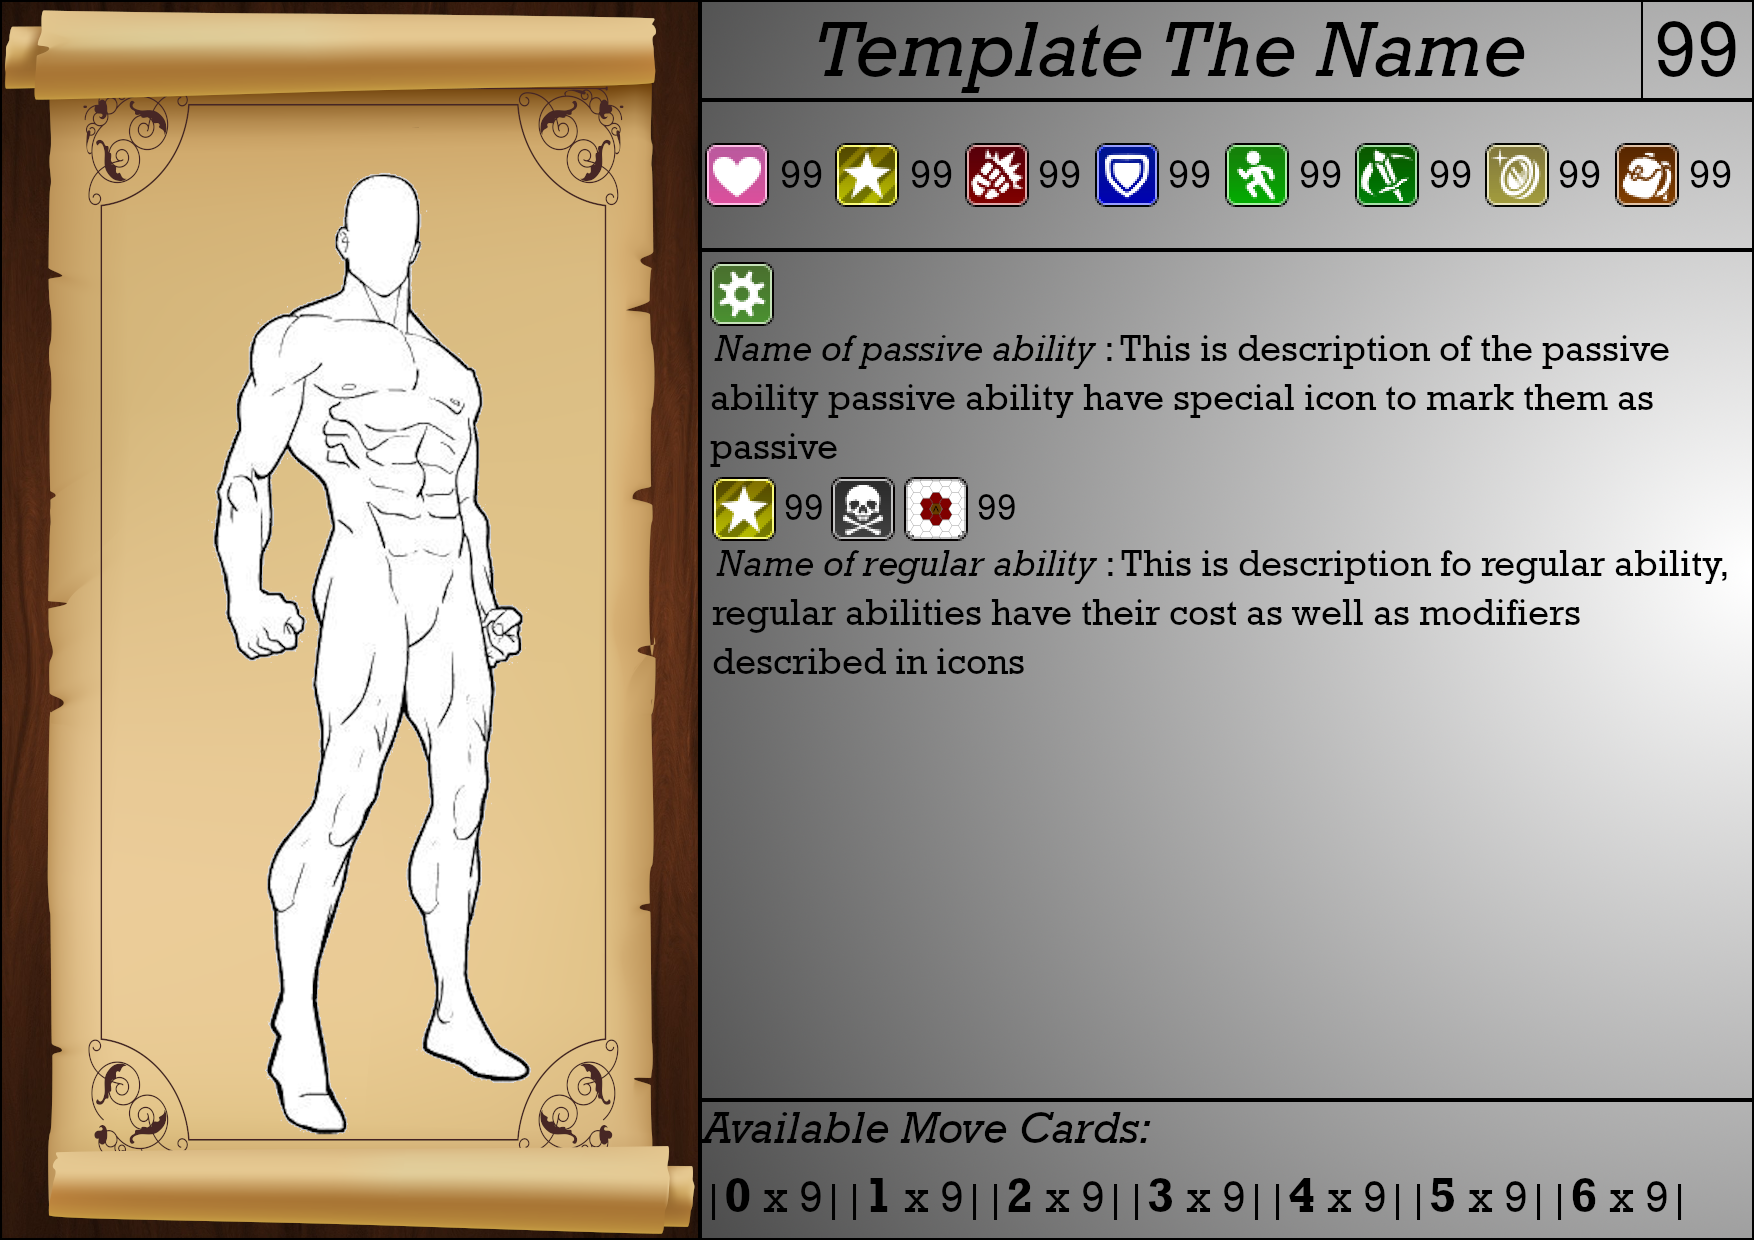 Template The Name 99
99 99 99 99 99 99 99 99
Name of passive ability : This is description of the passive
ability passive ability have special icon to mark them as
passive
99 99
Name of regular ability : This is description fo regular ability,
regular abilities have their cost as well as modifiers
described in icons
Available Move Cards:
|0 x 9| |1 x 9| |2 x 9| |3 x 9| |4 x 9| |5 x 9| |6 x 9|